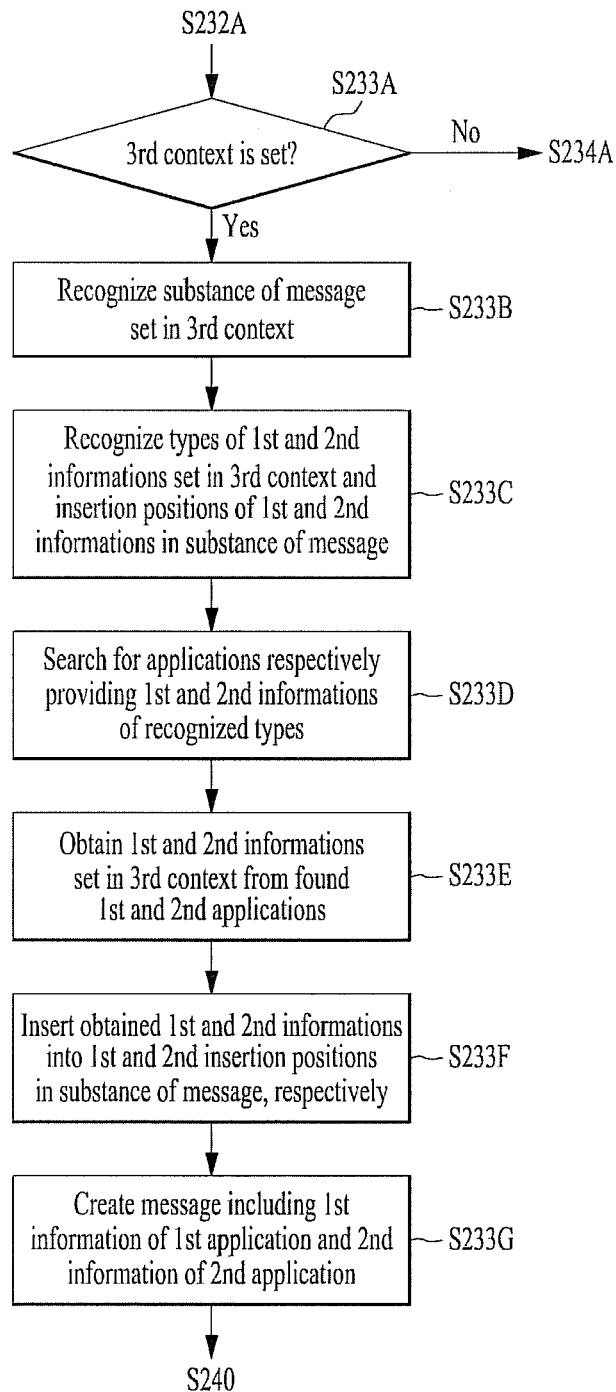 S232A
S233A
3rd context is set?
No
S234A
Yes
Recognize substance of message
set in 3rd context
S233B
Recognize types of 1st and 2nd
informations set in 3rd context and
insertion positions of 1st and 2nd
informations in substance of message
S233C
Search for applications respectively
providing 1st and 2nd informations
of recognized types
S233D
Obtain 1st and 2nd informations
set in 3rd context from found
1st and 2nd applications
S233E
Insert obtained 1st and 2nd informations
into 1st and 2nd insertion positions
in substance of message, respectively
S233F
Create message including 1st
information of 1st application and 2nd
information of 2nd application
S233G
S240